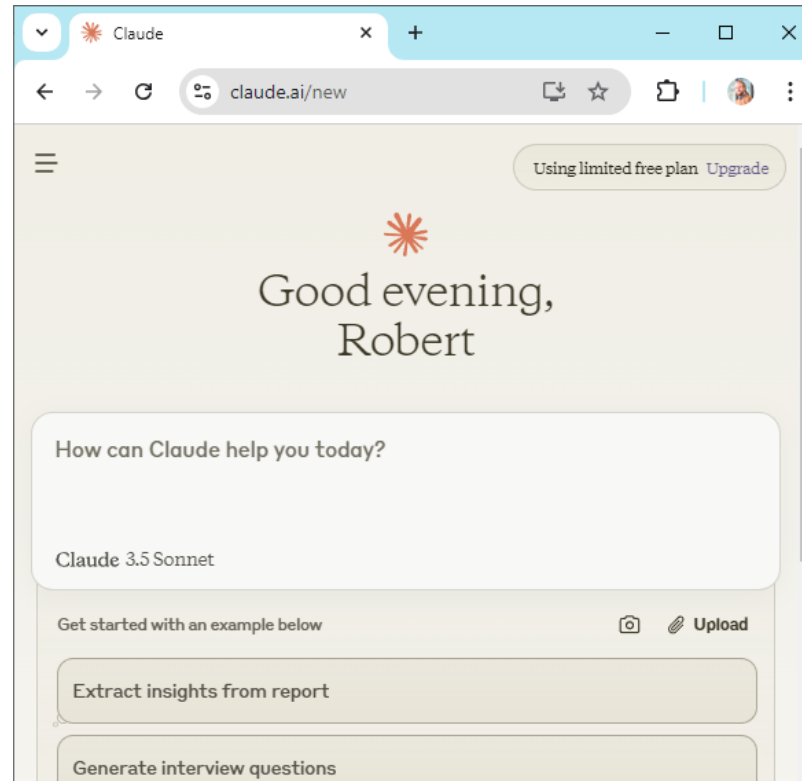 Claude
claude.ai/new
Using limited free plan Upgrade
Good evening,
Robert
How can Claude help you today?
Claude 3.5 Sonnet
Get started with an example below Upload
Extract insights from report
Generate interview questions